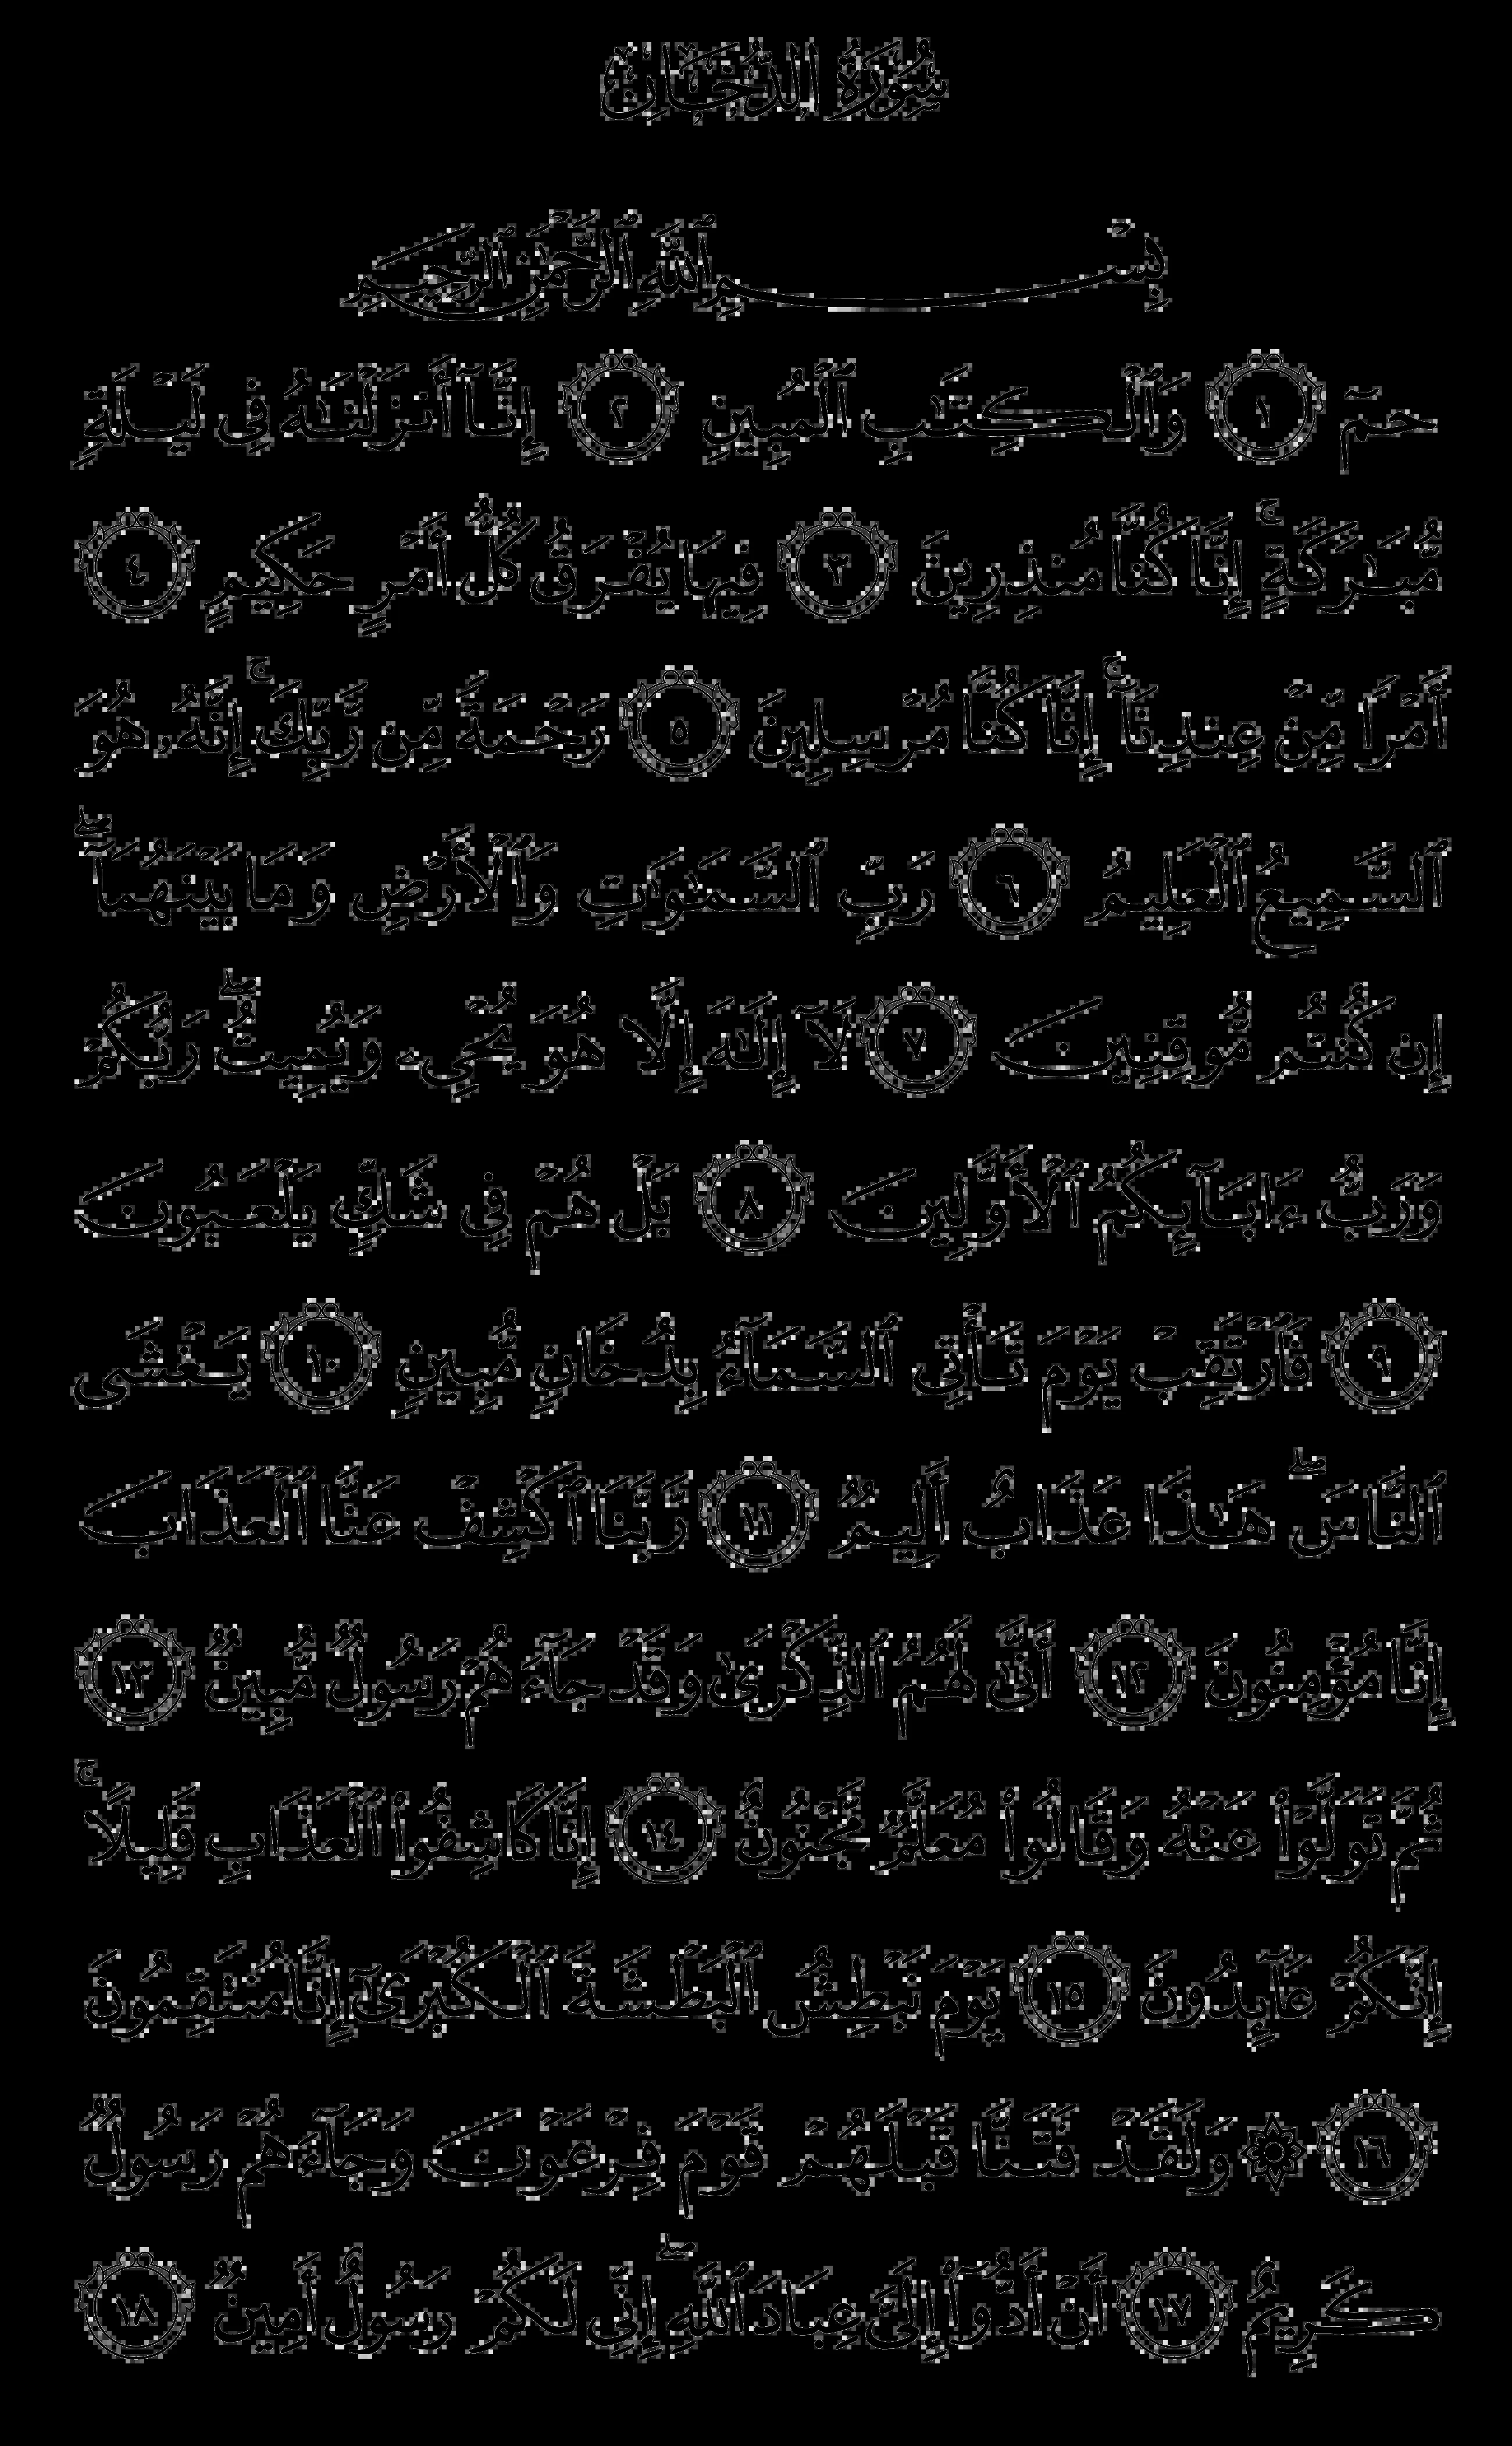 سُورَةُ الدُّخَانِ
بِسْمِ ٱللَّهِ ٱلرَّحْمَٰنِ ٱلرَّحِيمِ
حمٓ ١ وَٱلْكِتَٰبِ ٱلْمُبِينِ ٢ إِنَّآ أَنزَلْنَٰهُ فِى لَيْلَةٍ
مُّبَٰرَكَةٍ ۚ إِنَّا كُنَّا مُنذِرِينَ ٣ فِيهَا يُفْرَقُ كُلُّ أَمْرٍ حَكِيمٍ ٤
أَمْرًا مِّنْ عِندِنَآ ۚ إِنَّا كُنَّا مُرْسِلِينَ ٥ رَحْمَةً مِّن رَّبِّكَ ۚ إِنَّهُۥ هُوَ
ٱلسَّمِيعُ ٱلْعَلِيمُ ٦ رَبِّ ٱلسَّمَٰوَٰتِ وَٱلْأَرْضِ وَمَا بَيْنَهُمَآ ۖ
إِن كُنتُم مُّوقِنِينَ ٧ لَآ إِلَٰهَ إِلَّا هُوَ يُحْىِۦ وَيُمِيتُ ۖ رَبُّكُمْ
وَرَبُّ ءَابَآئِكُمُ ٱلْأَوَّلِينَ ٨ بَلْ هُمْ فِى شَكٍّ يَلْعَبُونَ
٩ فَٱرْتَقِبْ يَوْمَ تَأْتِى ٱلسَّمَآءُ بِدُخَانٍ مُّبِينٍ ١٠ يَغْشَى
ٱلنَّاسَ ۖ هَٰذَا عَذَابٌ أَلِيمٌ ١١ رَّبَّنَا ٱكْشِفْ عَنَّا ٱلْعَذَابَ
إِنَّا مُؤْمِنُونَ ١٢ أَنَّىٰ لَهُمُ ٱلذِّكْرَىٰ وَقَدْ جَآءَهُمْ رَسُولٌ مُّبِينٌ ١٣
ثُمَّ تَوَلَّوْا۟ عَنْهُ وَقَالُوا۟ مُعَلَّمٌ مَّجْنُونٌ ١٤ إِنَّا كَاشِفُوا۟ ٱلْعَذَابِ قَلِيلًا ۚ
إِنَّكُمْ عَآئِدُونَ ١٥ يَوْمَ نَبْطِشُ ٱلْبَطْشَةَ ٱلْكُبْرَىٰٓ إِنَّا مُنتَقِمُونَ
١٦ ۞ وَلَقَدْ فَتَنَّا قَبْلَهُمْ قَوْمَ فِرْعَوْنَ وَجَآءَهُمْ رَسُولٌ
كَرِيمٌ ١٧ أَنْ أَدُّوٓا۟ إِلَىَّ عِبَادَ ٱللَّهِ ۖ إِنِّى لَكُمْ رَسُولٌ أَمِينٌ ١٨